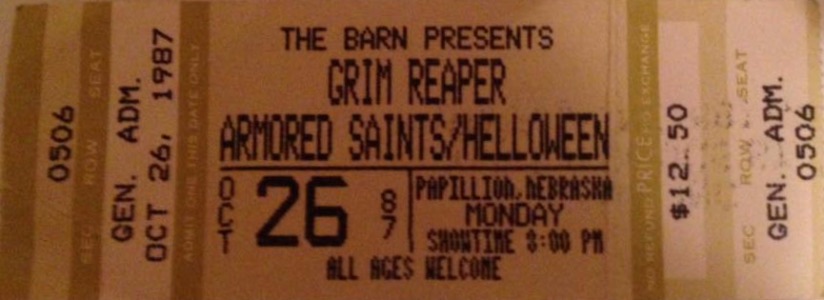 0506
SEC ROW SEAT
GEN. ADM.
OCT 26, 1987
ADMIT ONE THIS DATE ONLY
THE BARN PRESENTS
GRIM REAPER
ARMORED SAINTS/HELLOWEEN
OCT 26 87
PAPILLION, NEBRASKA
MONDAY
SHOWTIME 8:00 PM
ALL AGES WELCOME
NO REFUND PRICE NO EXCHANGE
$12.50
SEC ROW SEAT
GEN. ADM.
0506